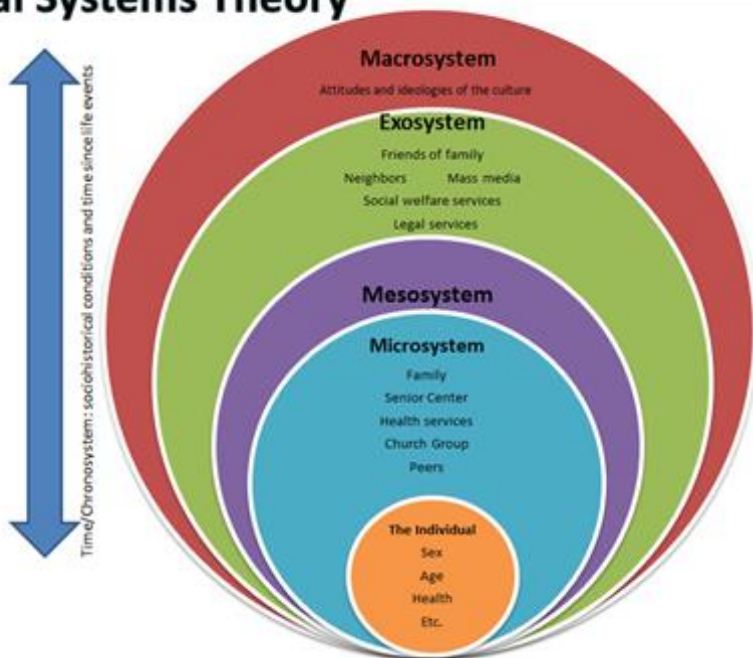 al Systems Theory
Time/Chronosystem: sociohistorical conditions and time since life events
Macrosystem
Attitudes and ideologies of the culture
Exosystem
Friends of family
Neighbors Mass media
Social welfare services
Legal services
Mesosystem
Microsystem
Family
Senior Center
Health services
Church Group
Peers
The Individual
Sex
Age
Health
Etc.